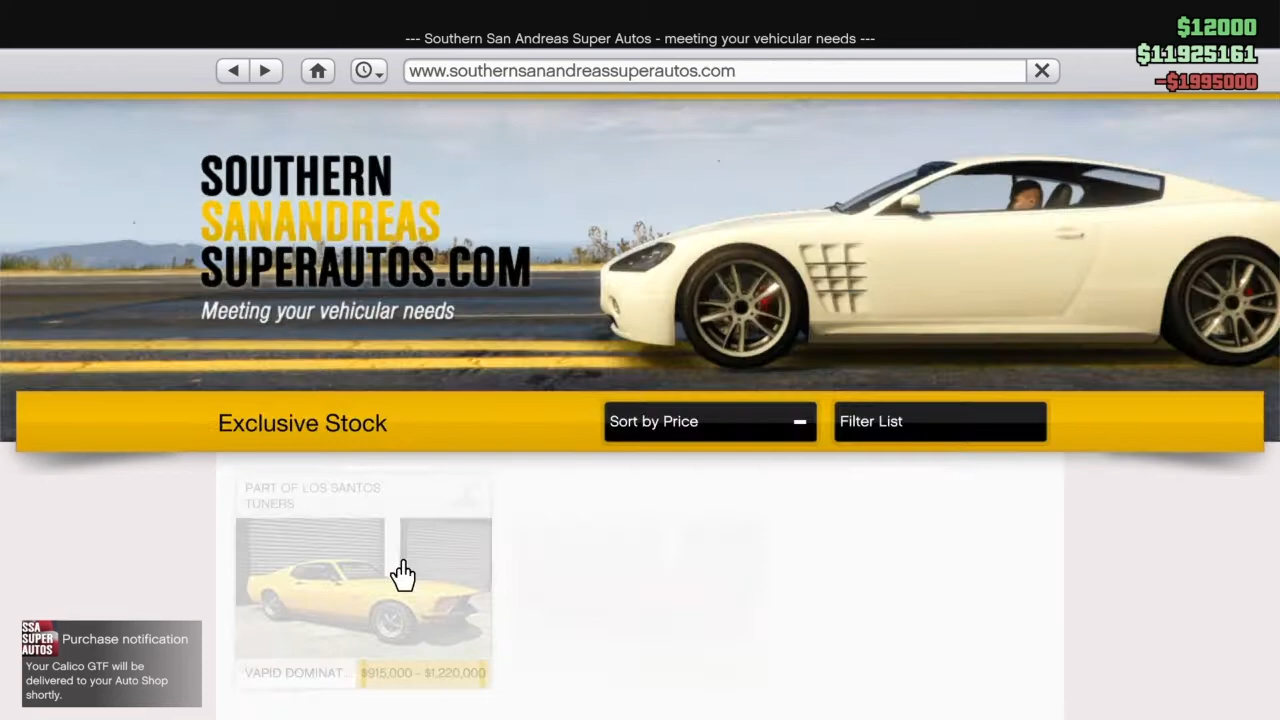 --- Southern San Andreas Super Autos - meeting your vehicular needs ---
$12000
$11925161
-$1995000
www.southernsanandreassuperautos.com
SOUTHERN
SANANDREAS
SUPERAUTOS.COM
Meeting your vehicular needs
Exclusive Stock
Sort by Price
Filter List
PART OF LOS SANTOS
TUNERS
VAPID DOMINAT... $915,000 - $1,220,000
SSA
SUPER
AUTOS
Purchase notification
Your Calico GTF will be
delivered to your Auto Shop
shortly.